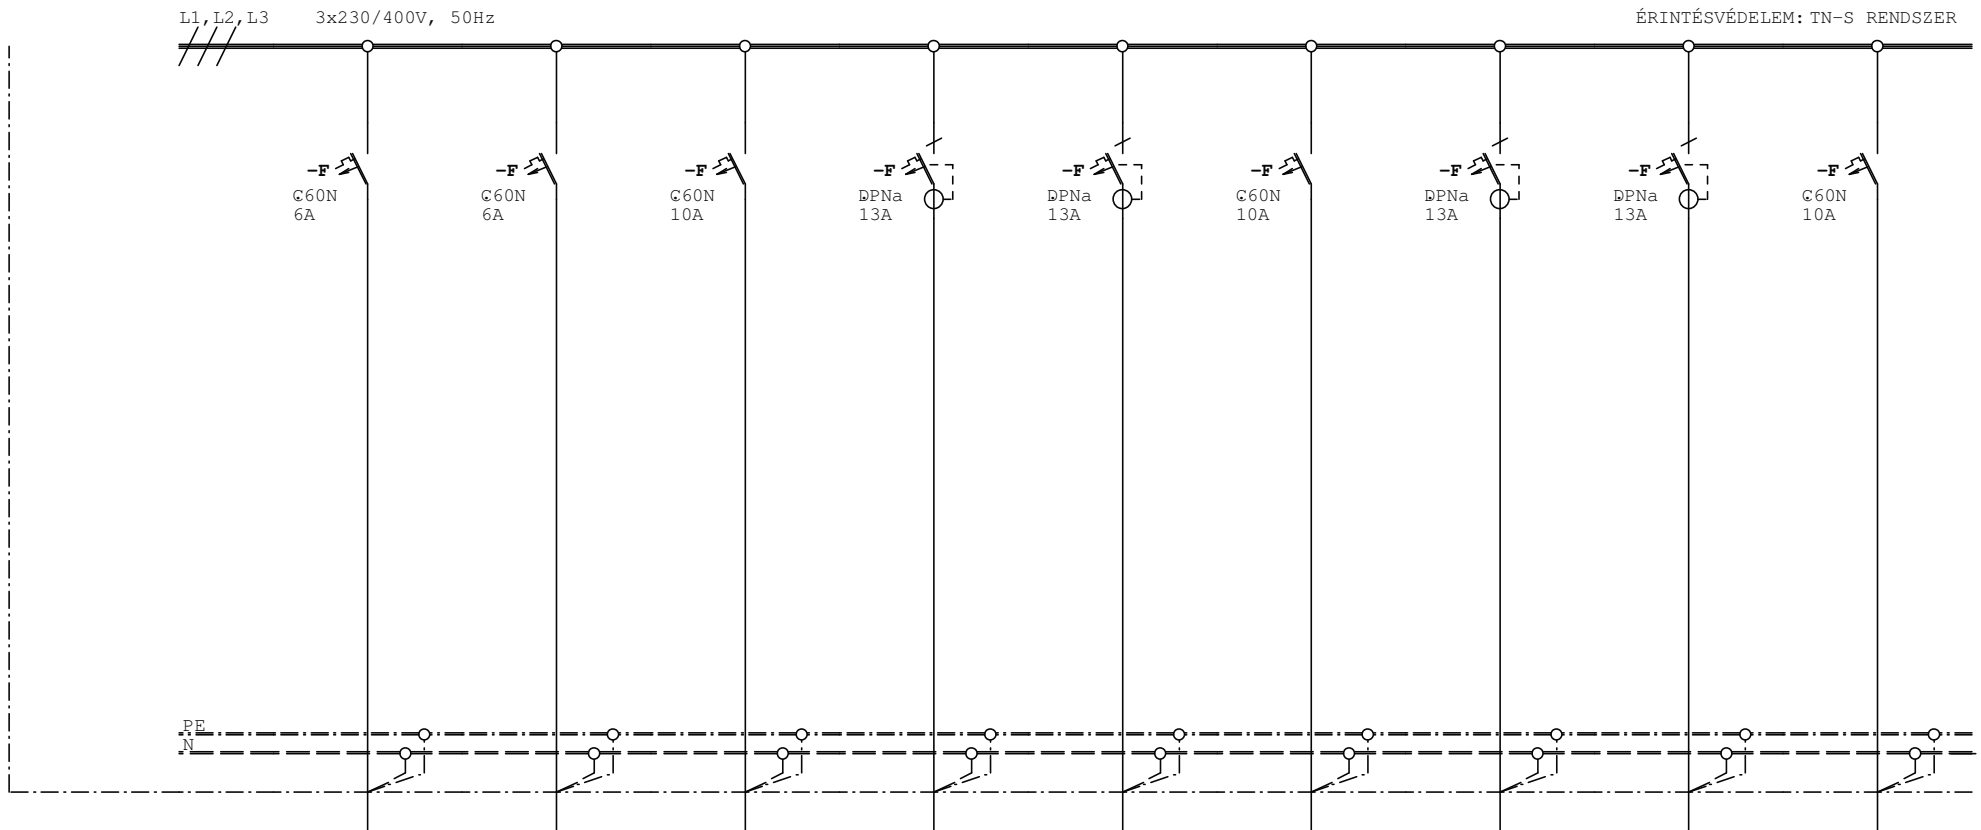 L1,L2,L3 3x230/400V, 50Hz ÉRINTÉSVÉDELEM: TN-S RENDSZER
-F -F -F -F -F -F -F -F -F
C60N C60N C60N DPNa DPNa C60N DPNa DPNa C60N
6A 6A 10A 13A 13A 10A 13A 13A 10A
PE
N